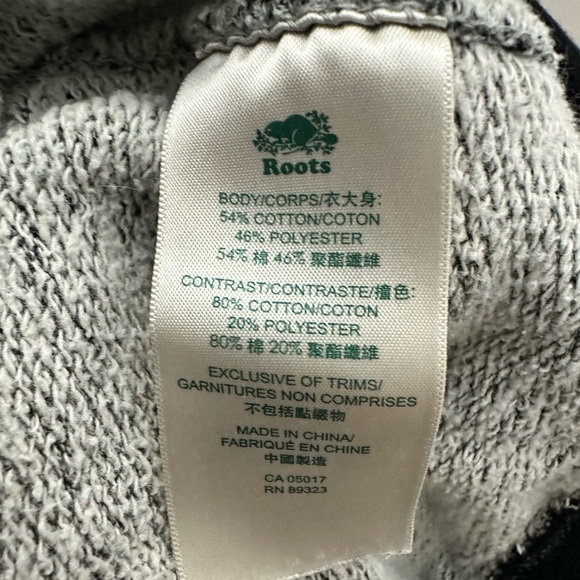 Roots
BODY/CORPS/衣大身:
54% COTTON/COTON
46% POLYESTER
54% 棉 46% 聚酯纖維
CONTRAST/CONTRASTE/撞色:
80% COTTON/COTON
20% POLYESTER
80% 棉 20% 聚酯纖維
EXCLUSIVE OF TRIMS/
GARNITURES NON COMPRISES
不包括點綴物
MADE IN CHINA/
FABRIQUÉ EN CHINE
中國製造
CA 05017
RN 89323